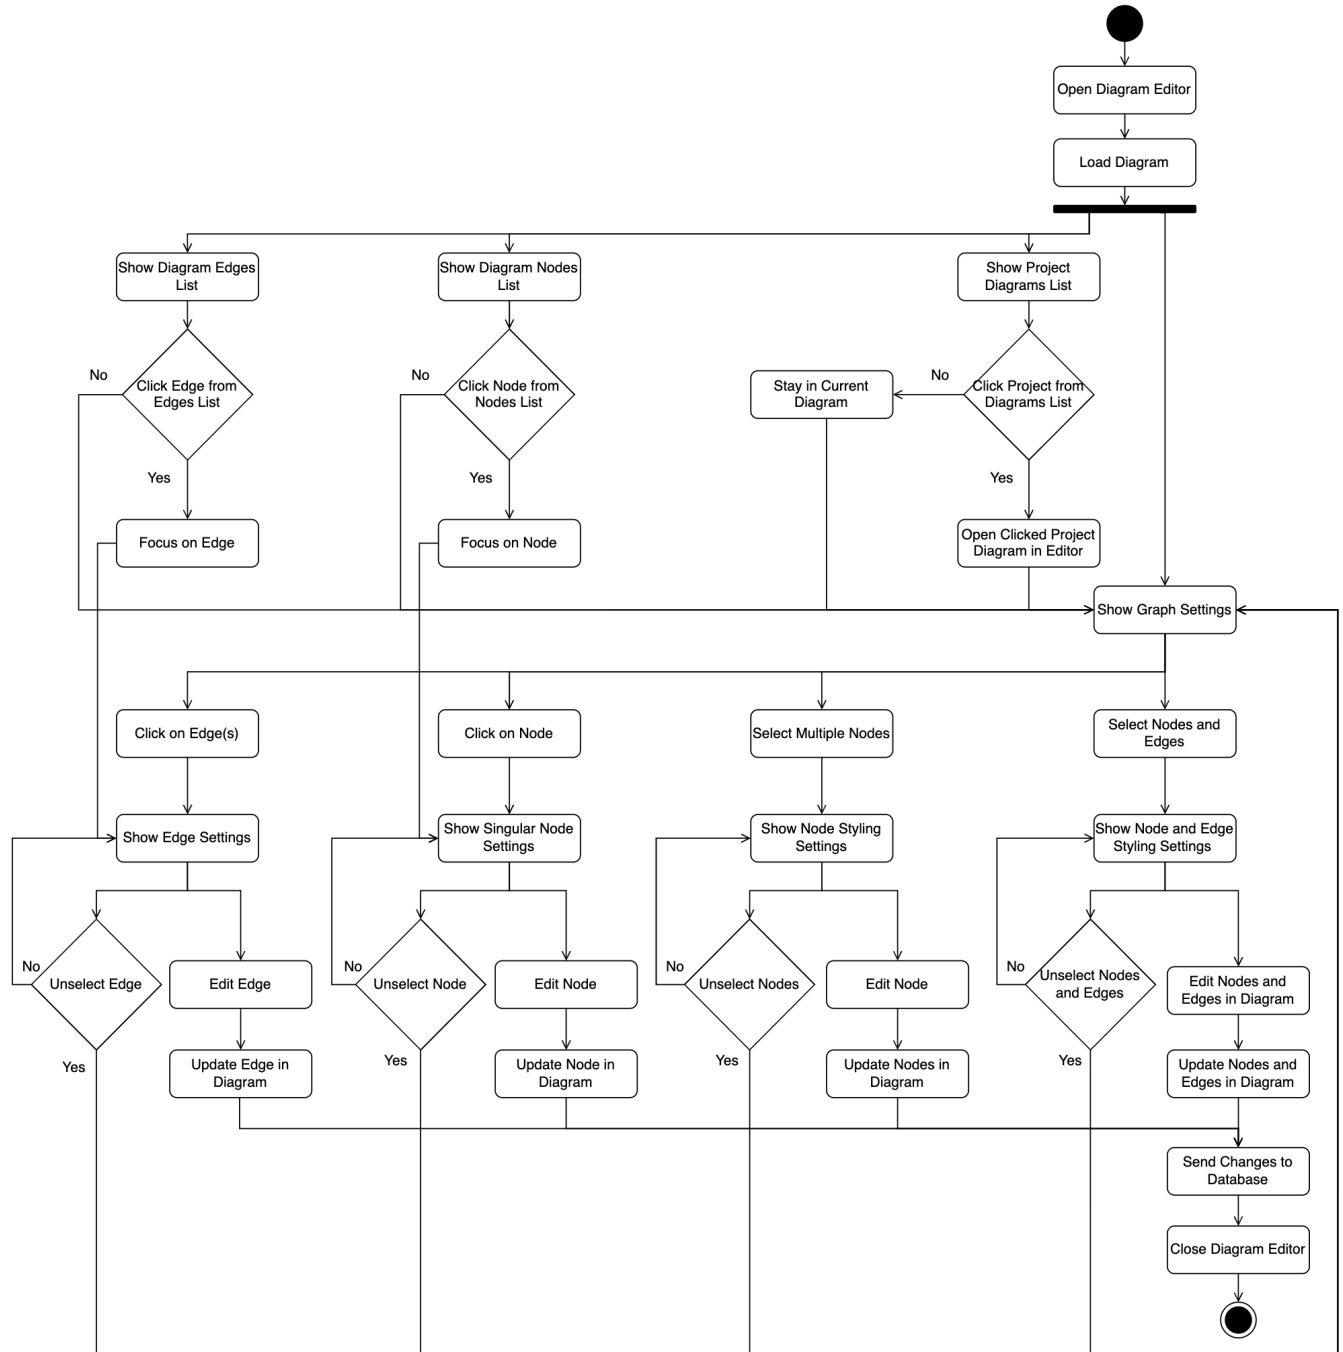 Open Diagram Editor
Load Diagram
Show Diagram Edges
List
Show Diagram Nodes
List
Show Project
Diagrams List
No
Click Edge from
Edges List
No
Click Node from
Nodes List
Stay in Current
Diagram
No
Click Project from
Diagrams List
Yes
Yes
Yes
Focus on Edge
Focus on Node
Open Clicked Project
Diagram in Editor
Show Graph Settings
Click on Edge(s)
Click on Node
Select Multiple Nodes
Select Nodes and
Edges
Show Edge Settings
Show Singular Node
Settings
Show Node Styling
Settings
Show Node and Edge
Styling Settings
No
Unselect Edge
Edit Edge
No
Unselect Node
Edit Node
No
Unselect Nodes
Edit Node
No
Unselect Nodes
and Edges
Edit Nodes and
Edges in Diagram
Yes
Update Edge in
Diagram
Yes
Update Node in
Diagram
Yes
Update Nodes in
Diagram
Yes
Update Nodes and
Edges in Diagram
Send Changes to
Database
Close Diagram Editor